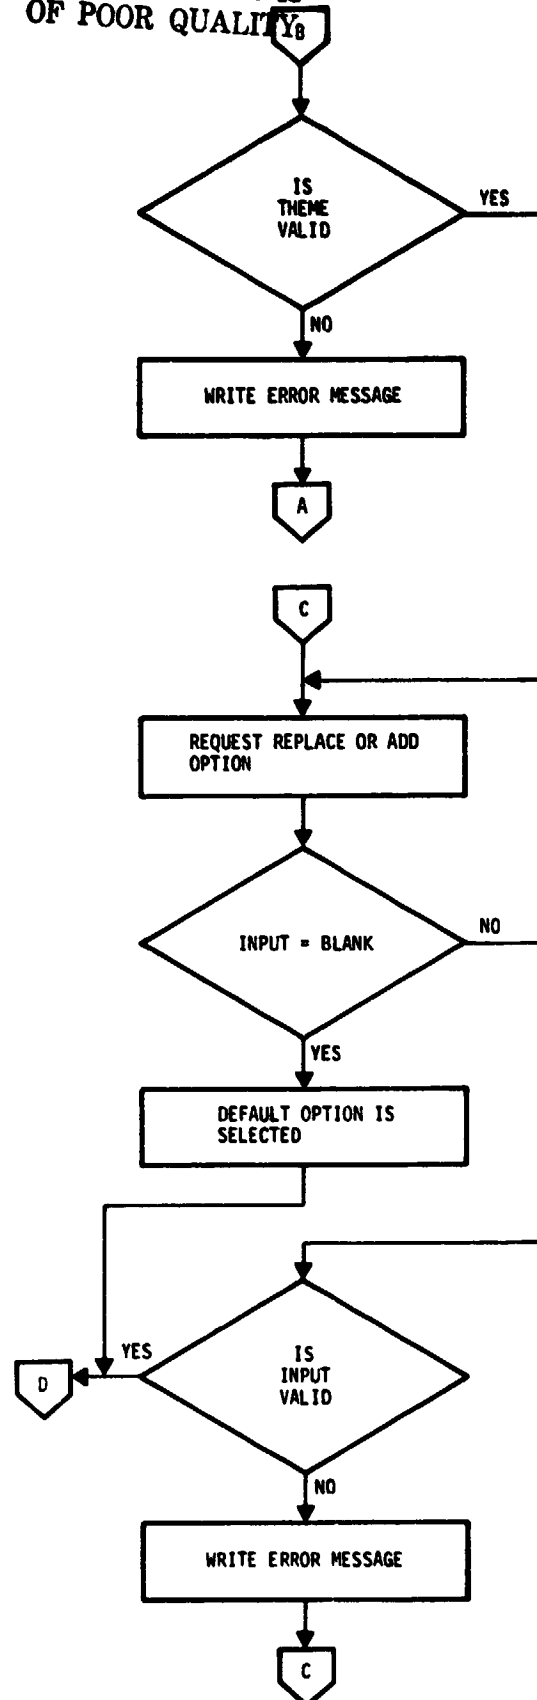 OF POOR QUALITY
B
IS
THEME
VALID
YES
NO
WRITE ERROR MESSAGE
A
C
REQUEST REPLACE OR ADD
OPTION
INPUT = BLANK
NO
YES
DEFAULT OPTION IS
SELECTED
YES
IS
INPUT
VALID
D
NO
WRITE ERROR MESSAGE
C